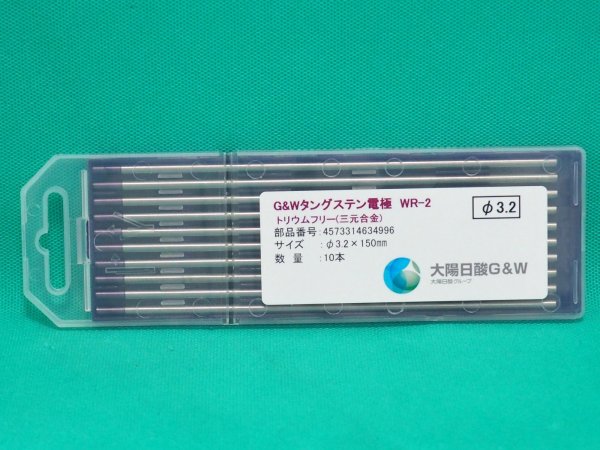 G&Wタングステン電極 WR-2
トリウムフリー(三元合金)
φ3.2
部品番号:4573314634996
サイズ :φ3.2×150mm
数量 :10本
大陽日酸G&W
大陽日酸グループ